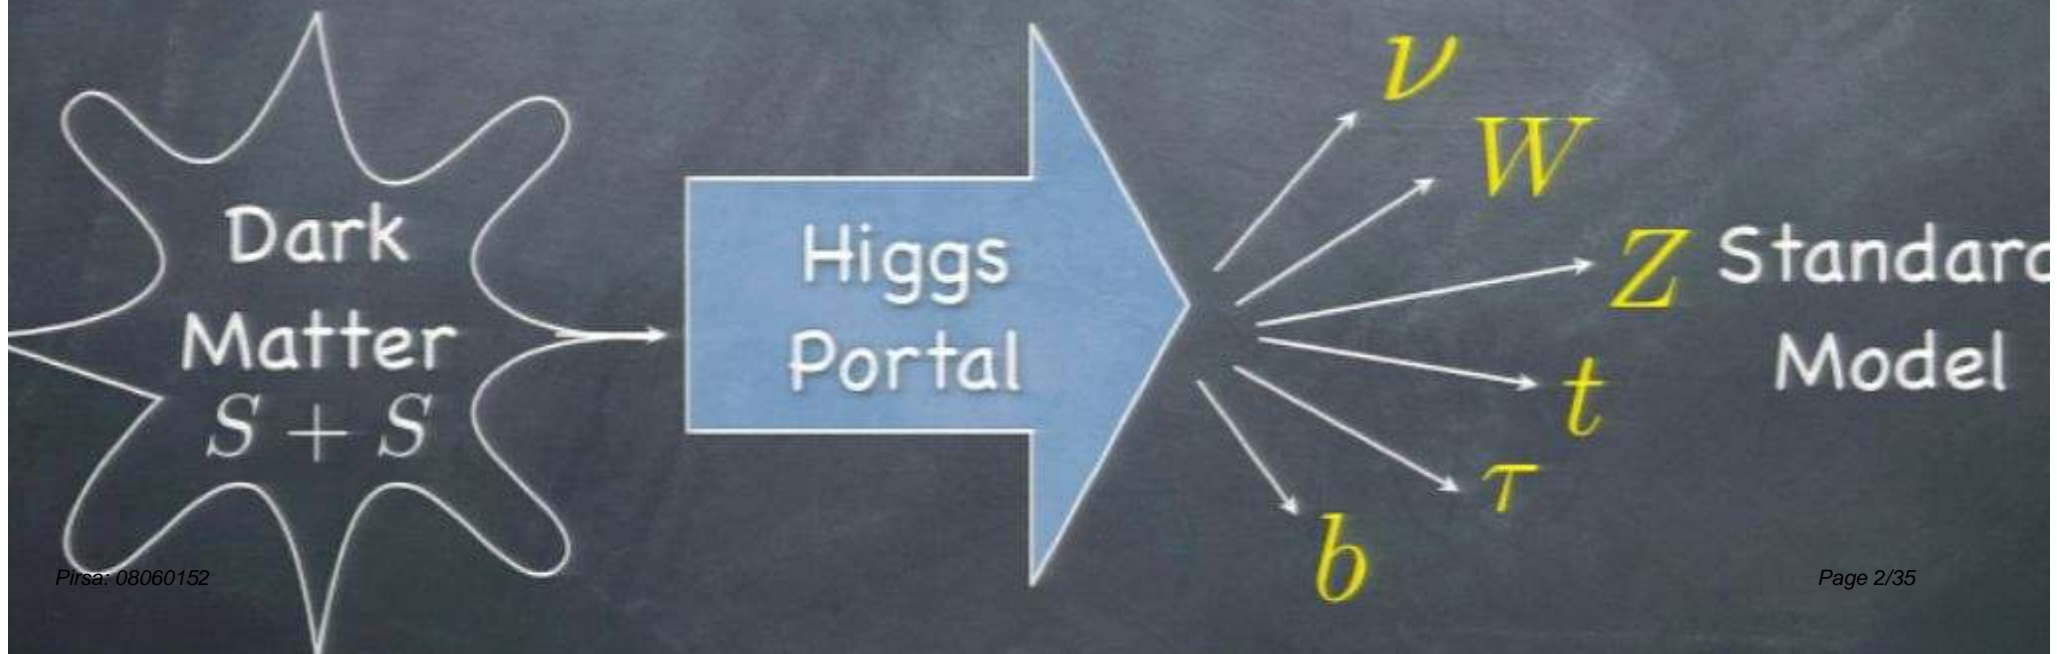 Dark
Matter
S + S
Higgs
Portal
ν
W
Z
t
τ
b
Standard
Model
Pirsa: 08060152
Page 2/35